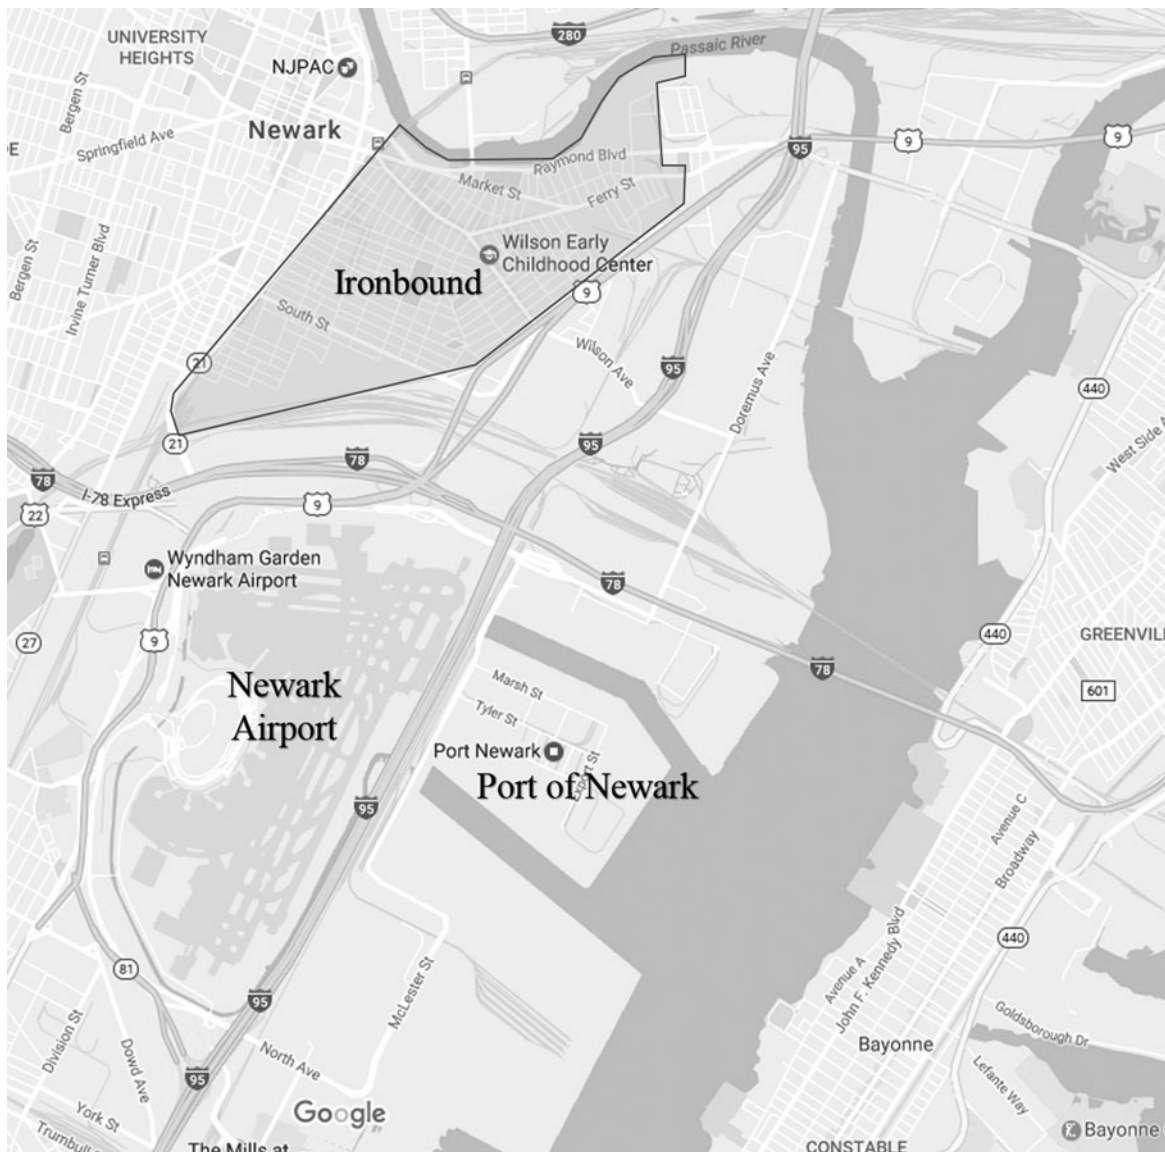 UNIVERSITY
HEIGHTS
280
Passaic River
NJPAC
Bergen St
Newark
Springfield Ave
9
9
95
Raymond Blvd
Market St
Ferry St
Wilson Early
Childhood Center
Ironbound
9
Bergen St
Irvine Turner Blvd
South St
21
Wilson Ave
95
Doremus Ave
440
West Side A
21
95
78
78
I-78 Express
22
9
Wyndham Garden
Newark Airport
78
27
9
440
GREENVILL
78
601
Newark
Airport
Marsh St
Tyler St
Port Newark
Export St
Port of Newark
95
Avenue C
Broadway
81
McLester St
Avenue A
John F. Kennedy Blvd
440
95
Division St
Dowd Ave
North Ave
Goldsborough Dr
Bayonne
95
Lefante Way
York St
Google
Trumbull
Bayonne
The Mills at
CONSTABLE